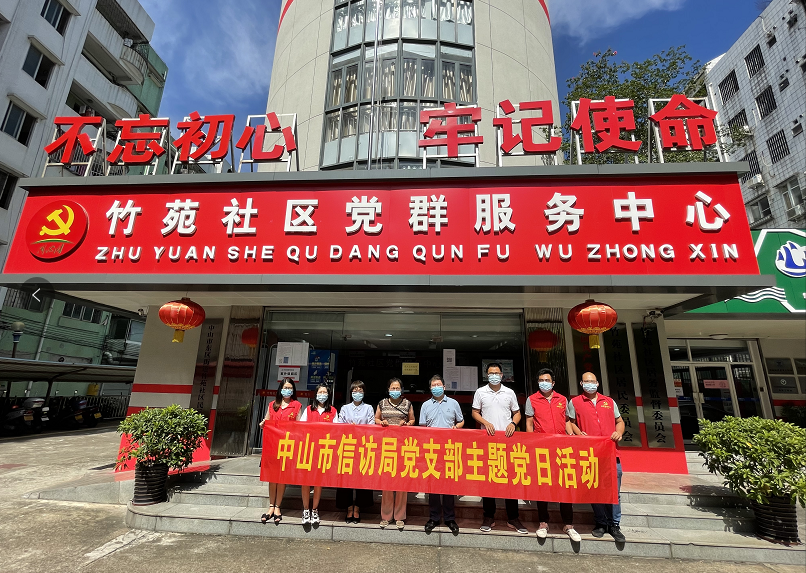 不忘初心 牢记使命
竹苑社区党群服务中心
ZHU YUAN SHE QU DANG QUN FU WU ZHONG XIN
中山市信访局党支部主题党日活动